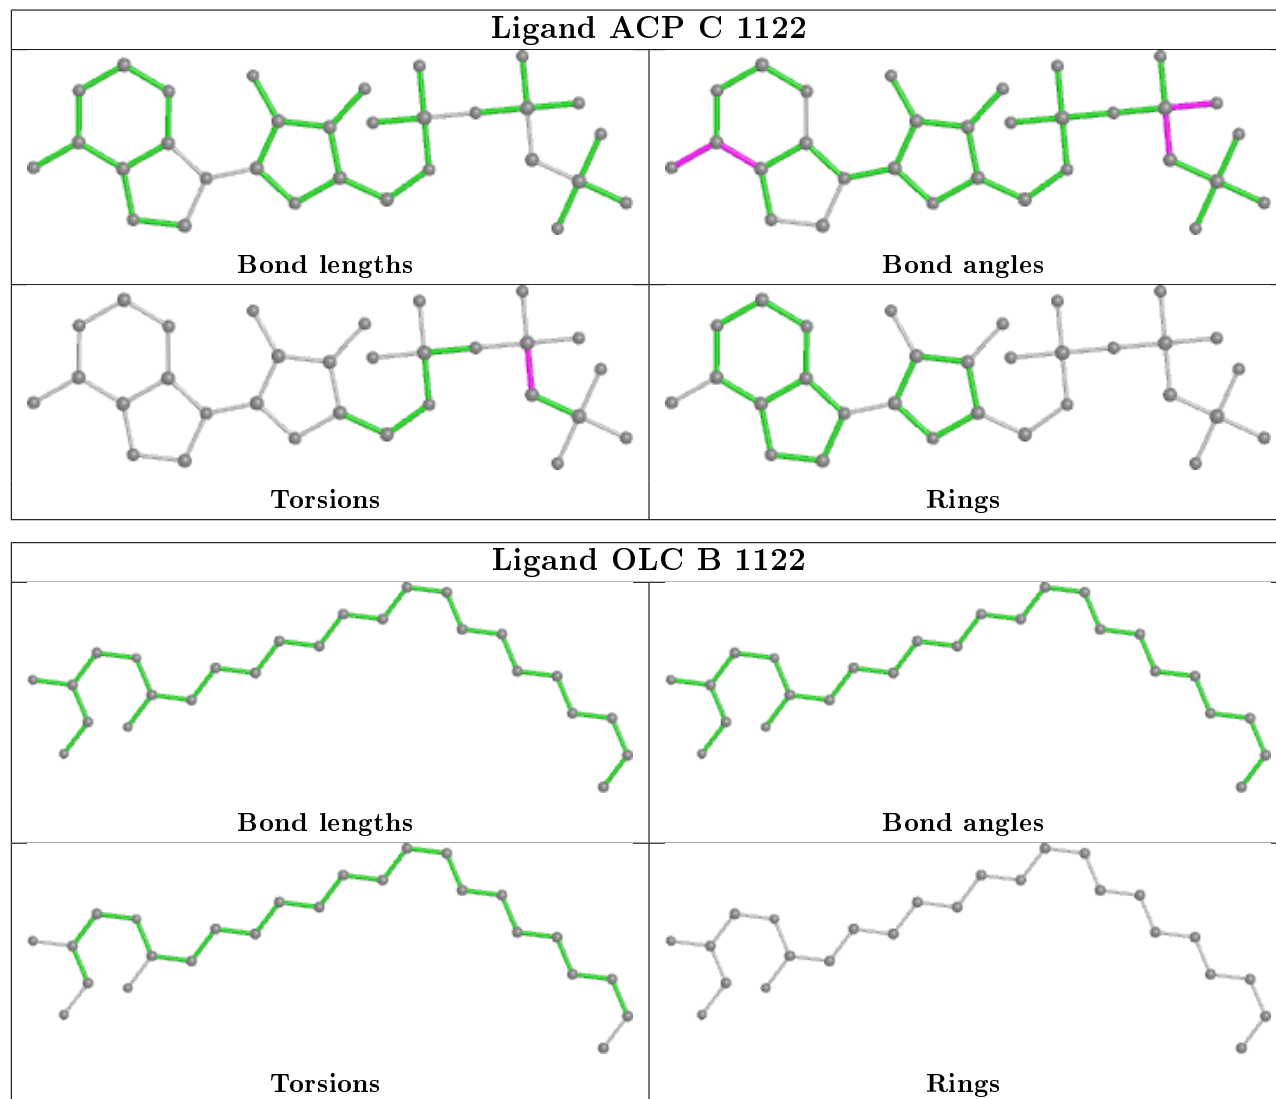 Ligand ACP C 1122
Bond lengths
Bond angles
Torsions
Rings
Ligand OLC B 1122
Bond lengths
Bond angles
Torsions
Rings